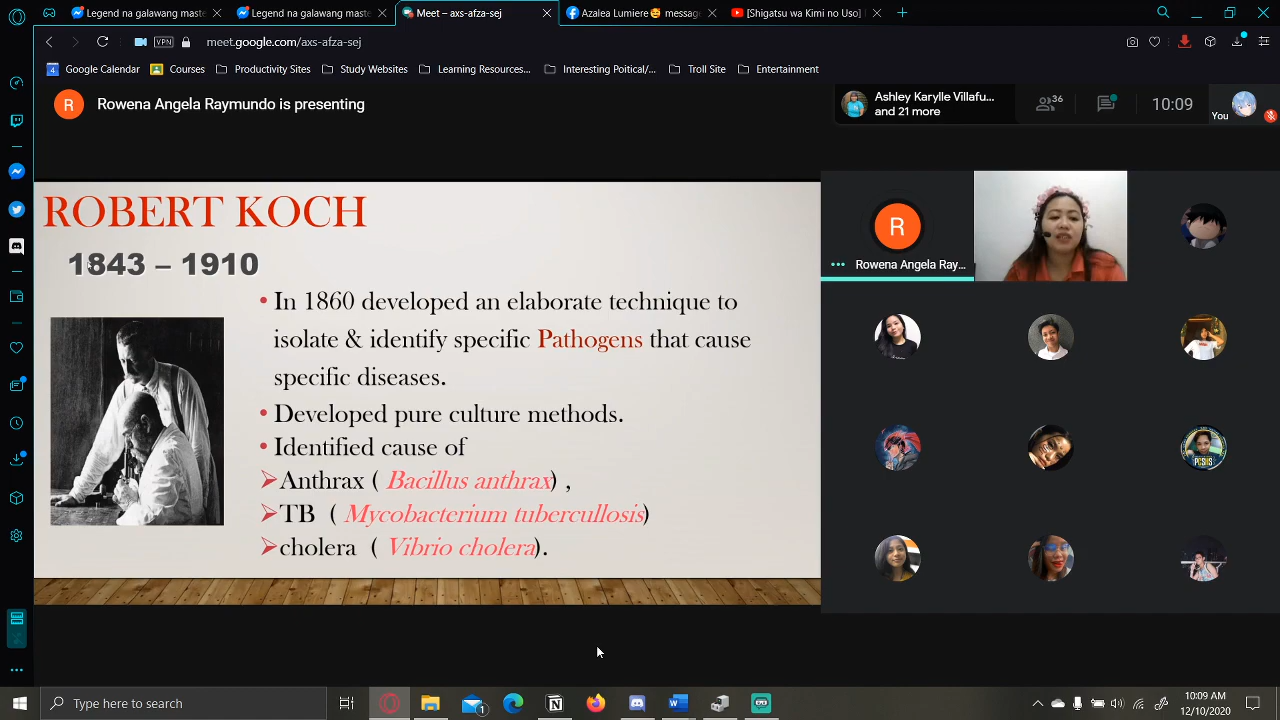 Legend na galawang maste
Legend na galawang maste
Meet – axs-afza-sej
Azalea Lumiere🤩 message
[Shigatsu wa Kimi no Uso]
VPN
meet.google.com/axs-afza-sej
4 Google Calendar
Courses
Productivity Sites
Study Websites
Learning Resources...
Interesting Poitical/...
Troll Site
Entertainment
R
Rowena Angela Raymundo is presenting
Ashley Karylle Villafu...
and 21 more
36
10:09
You
ROBERT KOCH
1843 – 1910
• In 1860 developed an elaborate technique to
isolate & identify specific Pathogens that cause
specific diseases.
• Developed pure culture methods.
• Identified cause of
➢Anthrax ( Bacillus anthrax) ,
➢TB ( Mycobacterium tubercullosis)
➢cholera ( Vibrio cholera).
R
Rowena Angela Ray...
PCSHS
Type here to search
1
10:09 AM
12/10/2020